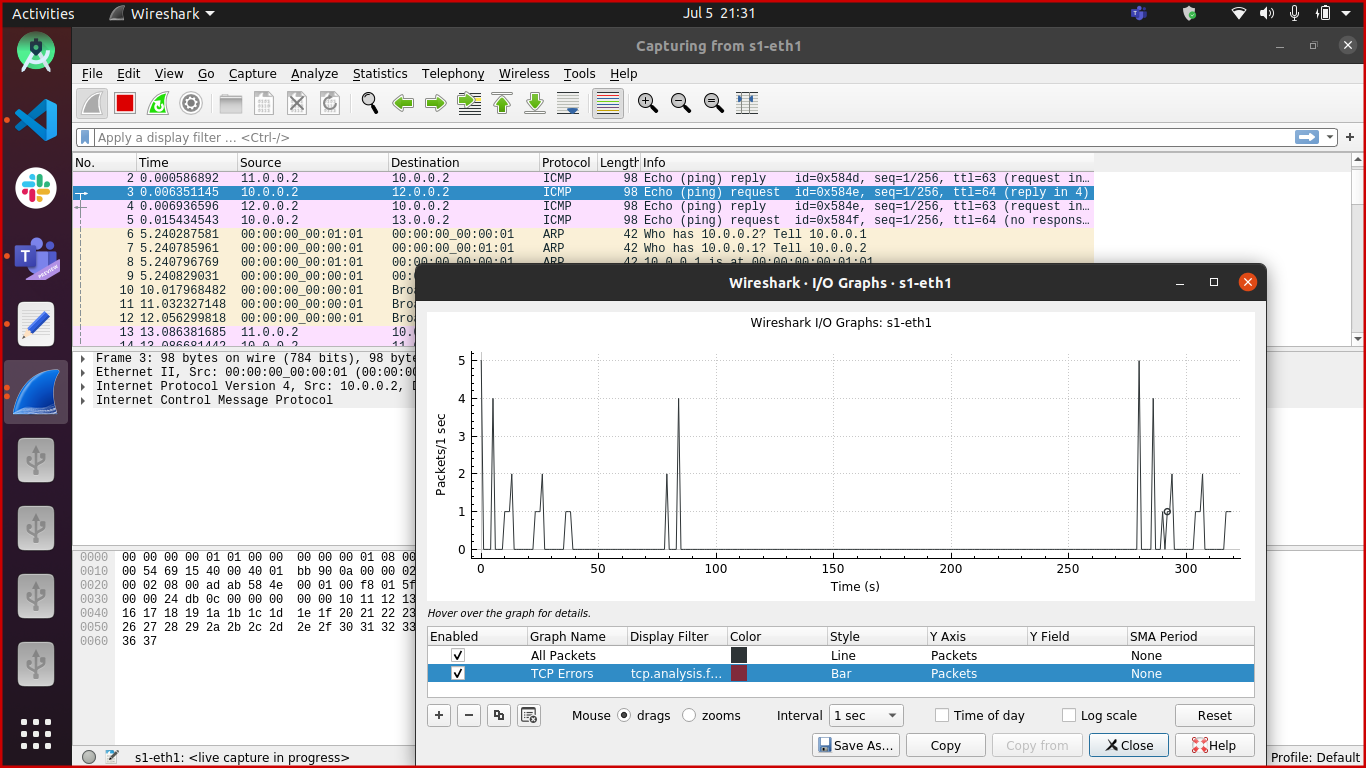 Activities Wireshark Jul 5 21:31
Capturing from s1-eth1
File Edit View Go Capture Analyze Statistics Telephony Wireless Tools Help
Apply a display filter ... <Ctrl-/>
No. Time Source Destination Protocol Length Info
2 0.000586892 11.0.0.2 10.0.0.2 ICMP 98 Echo (ping) reply id=0x584d, seq=1/256, ttl=63 (request in...
3 0.006351145 10.0.0.2 12.0.0.2 ICMP 98 Echo (ping) request id=0x584e, seq=1/256, ttl=64 (reply in 4)
4 0.006936596 12.0.0.2 10.0.0.2 ICMP 98 Echo (ping) reply id=0x584e, seq=1/256, ttl=63 (request in...
5 0.015434543 10.0.0.2 13.0.0.2 ICMP 98 Echo (ping) request id=0x584f, seq=1/256, ttl=64 (no respons...
6 5.240287581 00:00:00_00:01:01 00:00:00_00:00:01 ARP 42 Who has 10.0.0.2? Tell 10.0.0.1
7 5.240785961 00:00:00_00:00:01 00:00:00_00:01:01 ARP 42 Who has 10.0.0.1? Tell 10.0.0.2
8 5.240796769 00:00:00_00:01:01 00:00:00_00:00:01 ARP 42 10.0.0.1 is at 00:00:00:00:01:01
9 5.240829031 00:00:00_00:00:01 00:
10 10.017968482 00:00:00_00:00:01 Bro
11 11.032327148 00:00:00_00:00:01 Bro
12 12.056299818 00:00:00_00:00:01 Bro
13 13.086381685 11.0.0.2 10.
14 13.086681442 10.0.0.2 11.
Frame 3: 98 bytes on wire (784 bits), 98 byte
Ethernet II, Src: 00:00:00_00:00:01 (00:00:00
Internet Protocol Version 4, Src: 10.0.0.2, D
Internet Control Message Protocol
0000 00 00 00 00 01 01 00 00 00 00 00 01 08 00
0010 00 54 69 15 40 00 40 01 bb 90 0a 00 00 02
0020 00 02 08 00 ad ab 58 4e 00 01 00 f8 01 5f
0030 00 00 24 db 0c 00 00 00 00 00 10 11 12 13
0040 16 17 18 19 1a 1b 1c 1d 1e 1f 20 21 22 23
0050 26 27 28 29 2a 2b 2c 2d 2e 2f 30 31 32 33
0060 36 37
Wireshark · I/O Graphs · s1-eth1
Wireshark I/O Graphs: s1-eth1
Packets/1 sec
5
4
3
2
1
0
0 50 100 150 200 250 300
Time (s)
Hover over the graph for details.
Enabled Graph Name Display Filter Color Style Y Axis Y Field SMA Period
All Packets Line Packets None
TCP Errors tcp.analysis.f... Bar Packets None
Mouse drags zooms Interval 1 sec Time of day Log scale Reset
Save As... Copy Copy from Close Help
s1-eth1: <live capture in progress> Profile: Default
PREVIEW